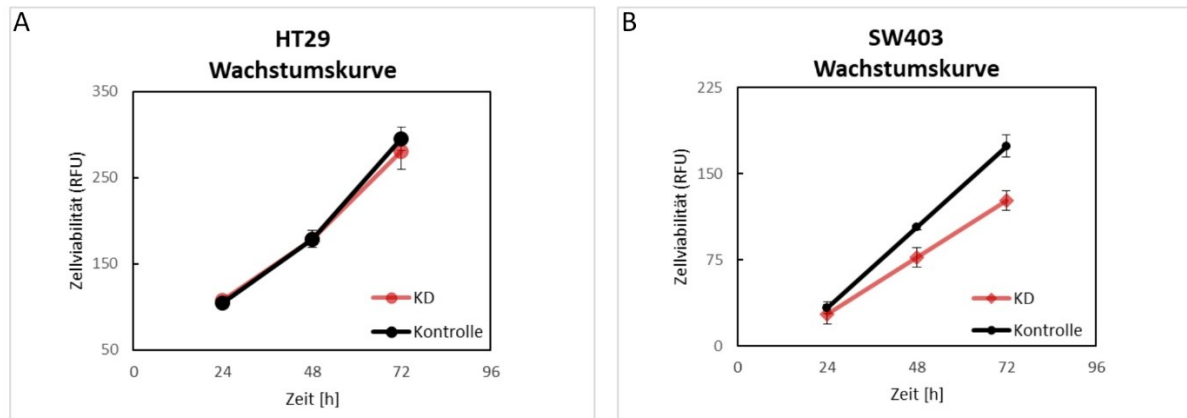 A
HT29
Wachstumskurve
350
250
150
50
Zellviabilität (RFU)
KD
Kontrolle
0
24
48
72
96
Zeit [h]
B
SW403
Wachstumskurve
225
150
75
0
Zellviabilität (RFU)
KD
Kontrolle
0
24
48
72
96
Zeit [h]